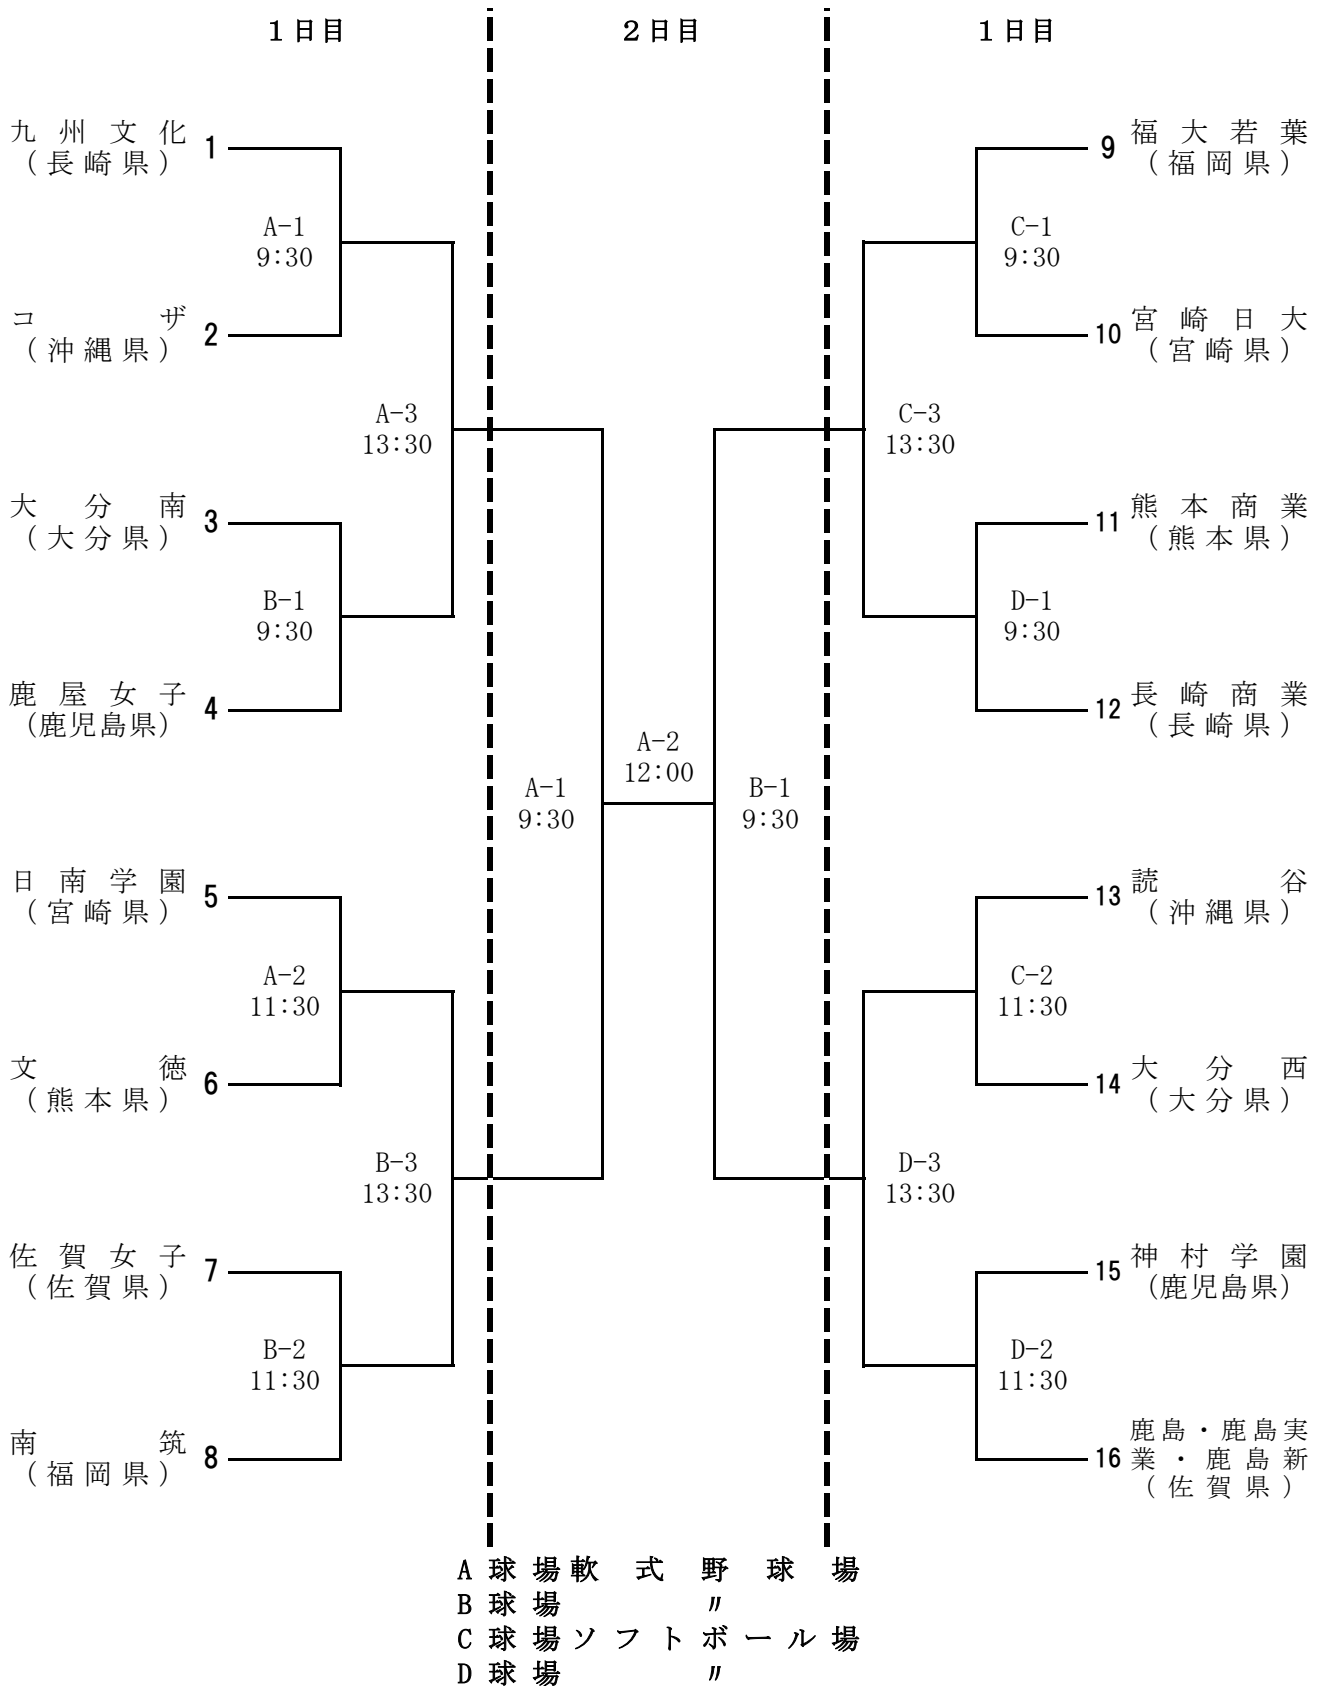 １日目
２日目
１日目
九州文化
(長崎県)
1
A-1
9:30
コザ
(沖縄県)
2
A-3
13:30
大分南
(大分県)
3
B-1
9:30
鹿屋女子
(鹿児島県)
4
日南学園
(宮崎県)
5
A-2
11:30
文徳
(熊本県)
6
B-3
13:30
佐賀女子
(佐賀県)
7
B-2
11:30
南筑
(福岡県)
8
A-1
9:30
A-2
12:00
B-1
9:30
9
福大若葉
(福岡県)
C-1
9:30
10
宮崎日大
(宮崎県)
C-3
13:30
11
熊本商業
(熊本県)
D-1
9:30
12
長崎商業
(長崎県)
13
読谷
(沖縄県)
C-2
11:30
14
大分西
(大分県)
D-3
13:30
15
神村学園
(鹿児島県)
D-2
11:30
16
鹿島・鹿島実
業・鹿島新
(佐賀県)
A球場軟式野球場
B球場 〃
C球場ソフトボール場
D球場 〃